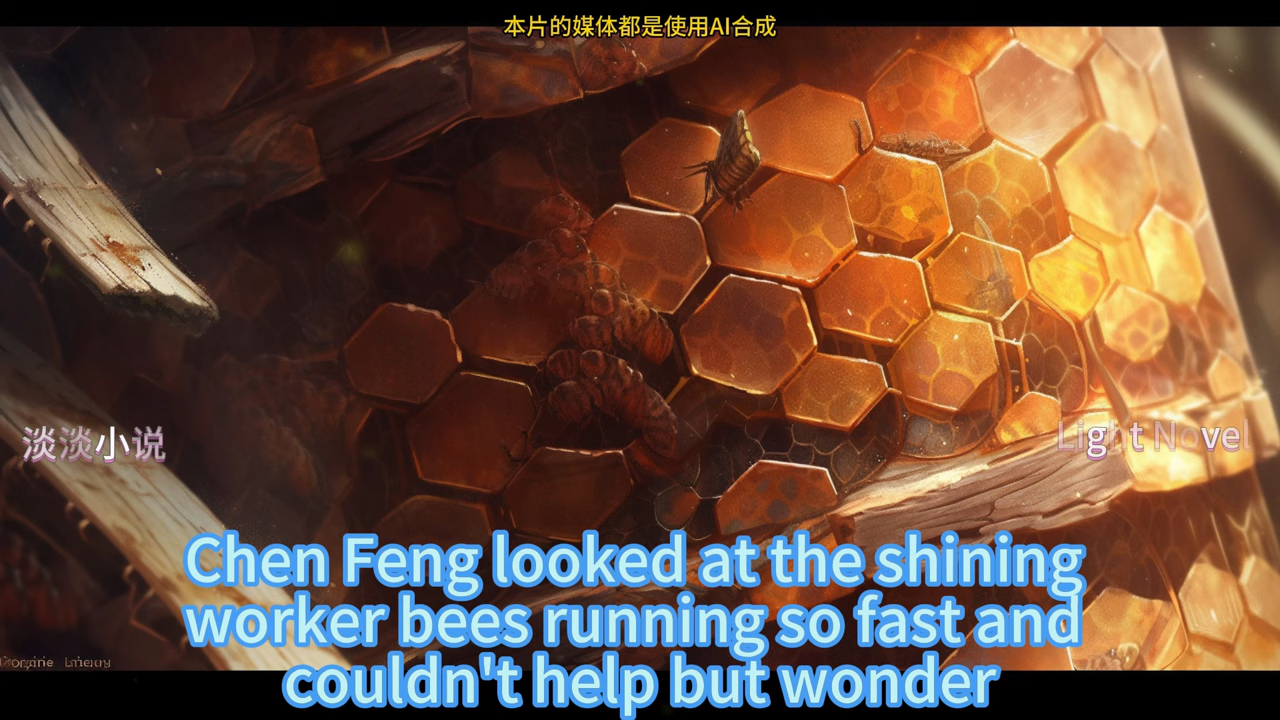 本片的媒体都是使用AI合成
淡淡小说
Light Novel
Chen Feng looked at the shining
worker bees running so fast and
couldn't help but wonder